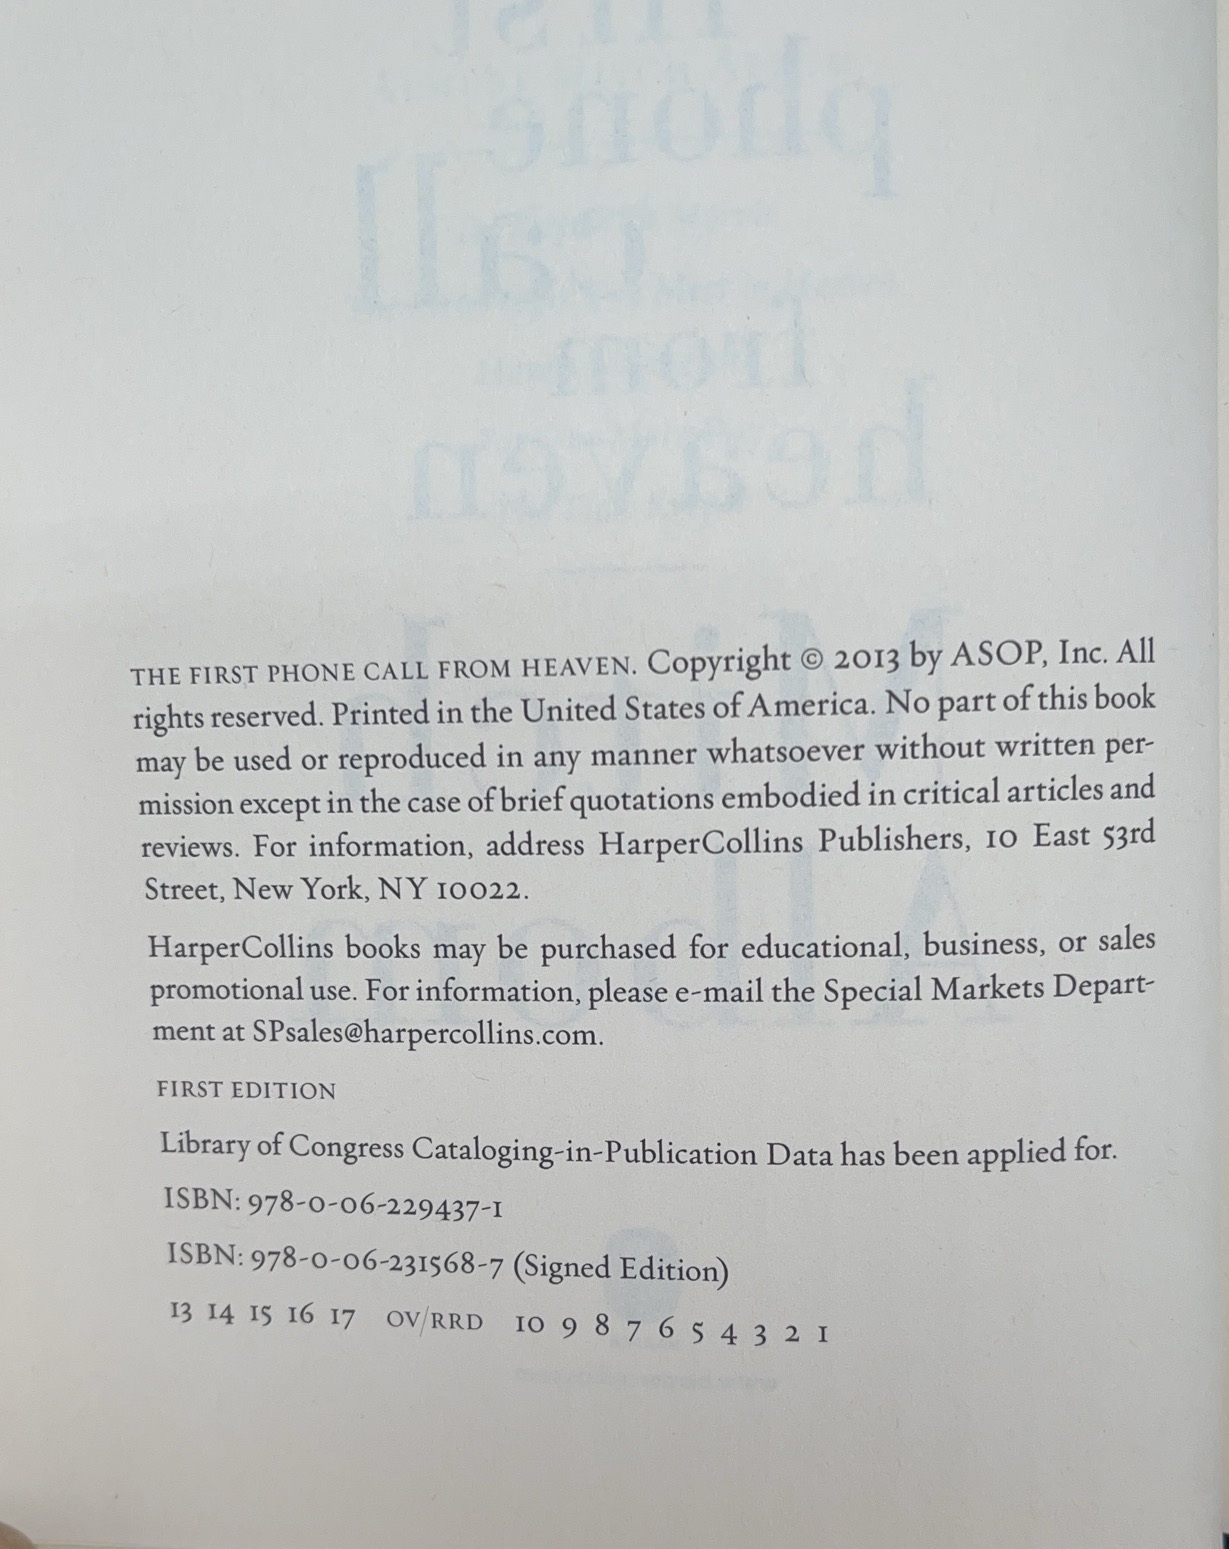 first
phone
call
from
heaven
Mitch
Albom
THE FIRST PHONE CALL FROM HEAVEN. Copyright © 2013 by ASOP, Inc. All
rights reserved. Printed in the United States of America. No part of this book
may be used or reproduced in any manner whatsoever without written per-
mission except in the case of brief quotations embodied in critical articles and
reviews. For information, address HarperCollins Publishers, 10 East 53rd
Street, New York, NY 10022.
HarperCollins books may be purchased for educational, business, or sales
promotional use. For information, please e-mail the Special Markets Depart-
ment at SPsales@harpercollins.com.
FIRST EDITION
Library of Congress Cataloging-in-Publication Data has been applied for.
ISBN: 978-0-06-229437-1
ISBN: 978-0-06-231568-7 (Signed Edition)
13 14 15 16 17 OV/RRD 10 9 8 7 6 5 4 3 2 1